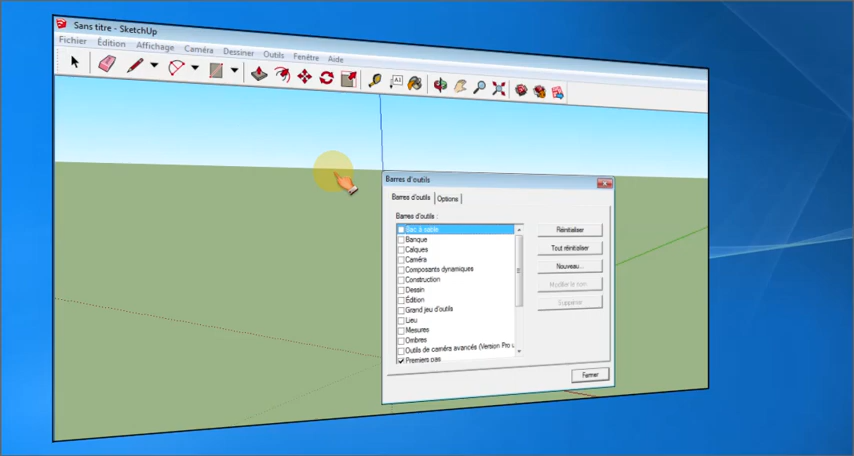 Sans titre - SketchUp
Fichier Édition Affichage Caméra Dessiner Outils Fenêtre Aide
A1
Barres d'outils
Barres d'outils Options
Barres d'outils :
Bac à sable
Banque
Calques
Caméra
Composants dynamiques
Construction
Dessin
Édition
Grand jeu d'outils
Lieu
Mesures
Ombres
Outils de caméra avancés (Version Pro u
Premiers pas
Réinitialiser
Tout réinitialiser
Nouveau...
Modifier le nom
Supprimer
Fermer